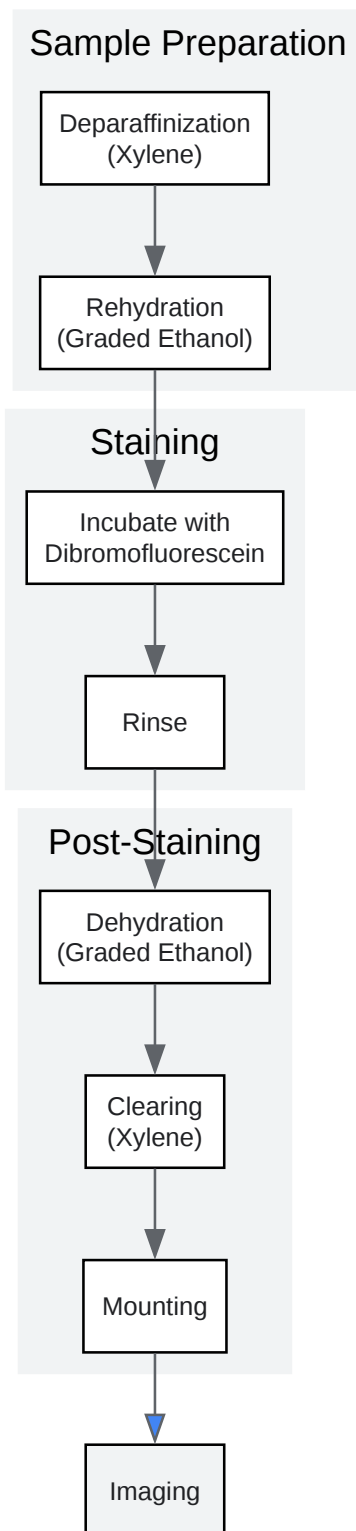 Sample Preparation
Deparaffinization
(Xylene)
Rehydration
(Graded Ethanol)
Staining
Incubate with
Dibromofluorescein
Rinse
Post-Staining
Dehydration
(Graded Ethanol)
Clearing
(Xylene)
Mounting
Imaging